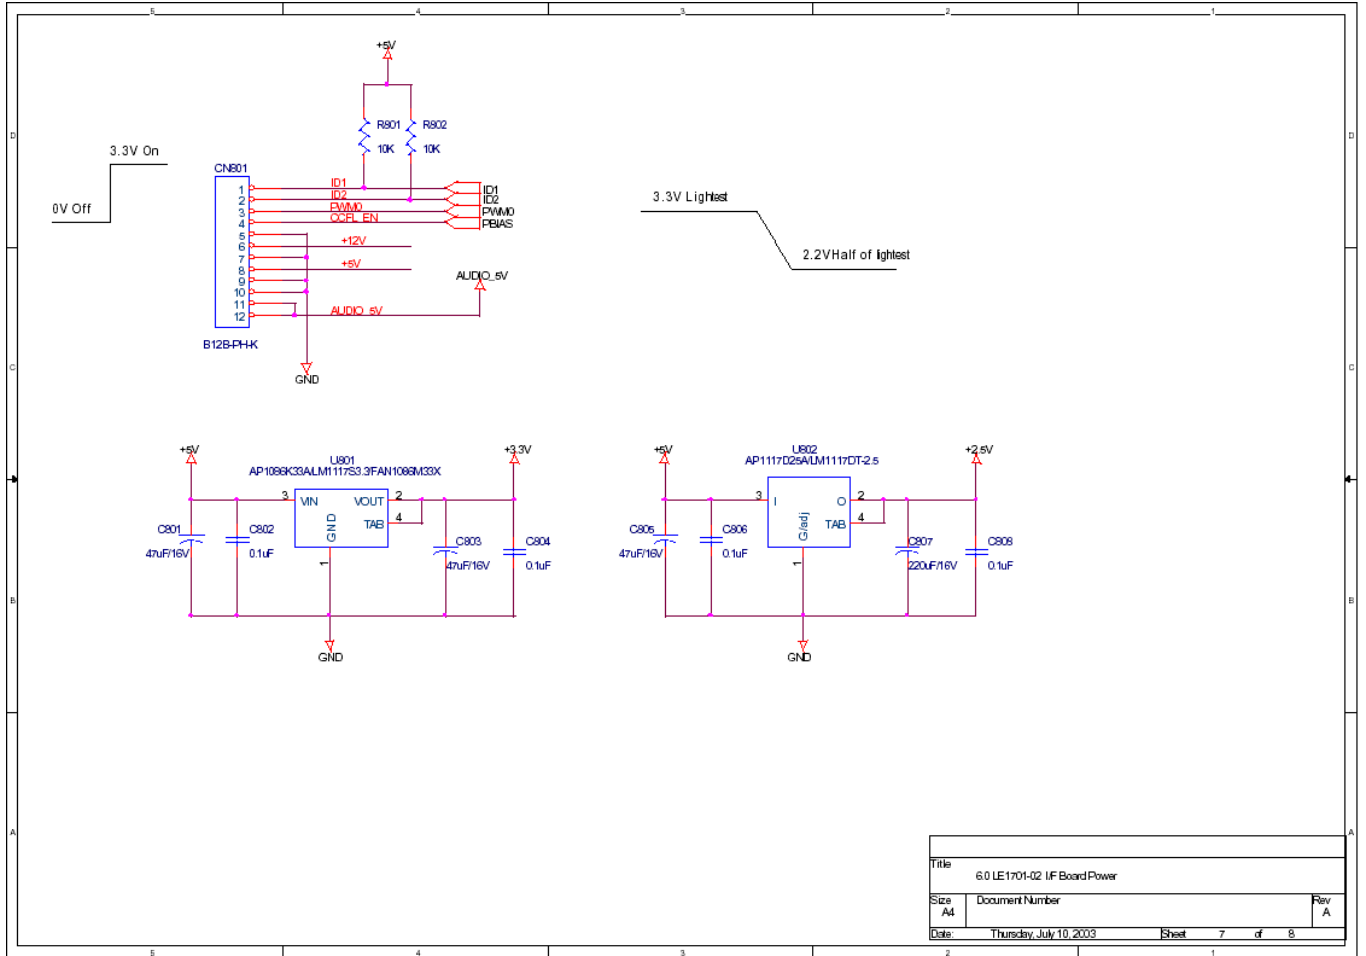 5 4 3 2 1
+5V
R801 R802
10K 10K
D D
3.3V On
0V Off
CN801
1 ID1 ID1
2 ID2 ID2
3 PWM0 PWM0
4 CCFL_EN PBIAS
5
6 +12V
7
8 +5V
9
10
11
12 AUDIO_5V
AUDIO_5V
B12B-PH-K
GND
3.3V Lightest
2.2VHalf of lightest
C C
+5V +3.3V
U801
AP1086K33A/LM1117S3.3/FAN1086M33X
3 VIN VOUT 2
TAB 4
GND
1
C801
47uF/16V
C802
0.1uF
C803
47uF/16V
C804
0.1uF
GND
+5V +2.5V
U802
AP1117D25A/LM1117DT-2.5
3 I O 2
TAB 4
G/adj
1
C805
47uF/16V
C806
0.1uF
C807
220uF/16V
C808
0.1uF
GND
B B
A A
Title
6.0 LE1701-02 I/F Board Power
Size Document Number Rev
A4 A
Date: Thursday, July 10, 2003 Sheet 7 of 8
5 4 3 2 1